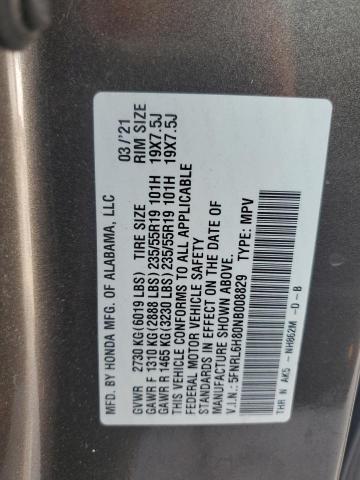 MFD. BY HONDA MFG. OF ALABAMA, LLC 03/'21
GVWR 2730 KG (6019 LBS) TIRE SIZE RIM SIZE
GAWR F 1310 KG (2888 LBS) 235/55R19 101H 19X7.5J
GAWR R 1465 KG (3230 LBS) 235/55R19 101H 19X7.5J
THIS VEHICLE CONFORMS TO ALL APPLICABLE
FEDERAL MOTOR VEHICLE SAFETY
STANDARDS IN EFFECT ON THE DATE OF
MANUFACTURE SHOWN ABOVE.
V.I.N.: 5FNRL6H80NB008829 TYPE: MPV
THR N AK5 - NH862M -D -B